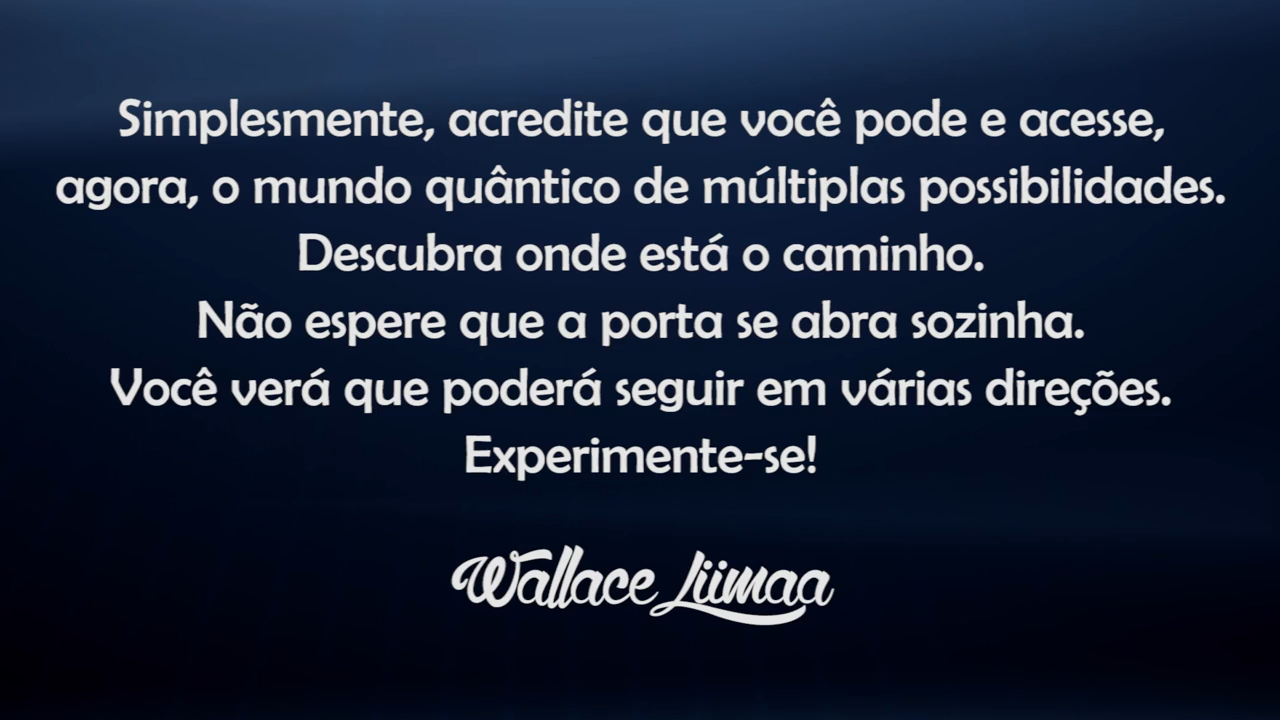 Simplesmente, acredite que você pode e acesse,
agora, o mundo quântico de múltiplas possibilidades.
Descubra onde está o caminho.
Não espere que a porta se abra sozinha.
Você verá que poderá seguir em várias direções.
Experimente-se!
Wallace Liimaa